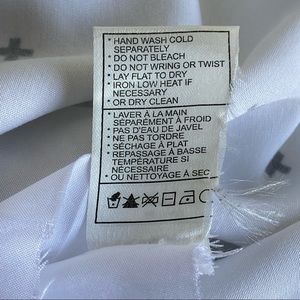 • HAND WASH COLD
SEPARATELY
• DO NOT BLEACH
• DO NOT WRING OR TWIST
• LAY FLAT TO DRY
• IRON LOW HEAT IF
NECESSARY
• OR DRY CLEAN
• LAVER À LA MAIN
SÉPARÉMENT À FROID
• PAS D'EAU DE JAVEL
• NE PAS TORDRE
• SÉCHAGE À PLAT
• REPASSAGE À BASSE
TEMPÉRATURE SI
NÉCESSAIRE
• OU NETTOYAGE À SEC